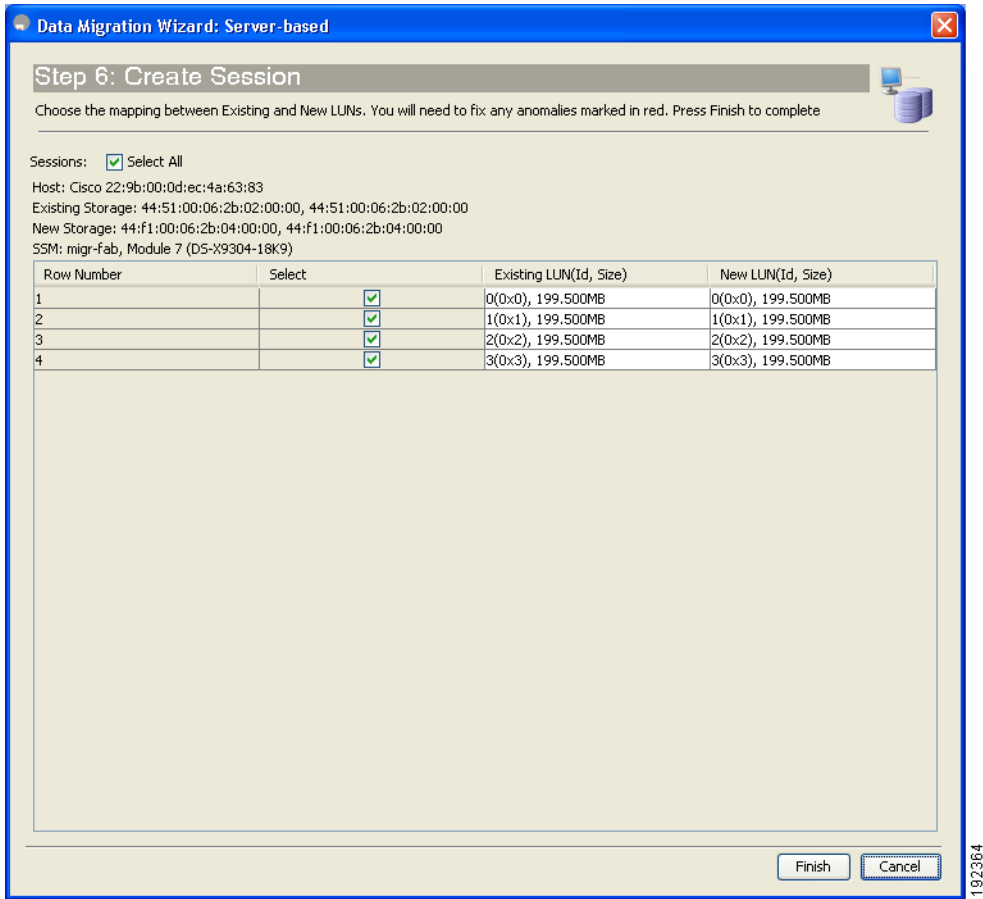 Data Migration Wizard: Server-based
Step 6: Create Session
Choose the mapping between Existing and New LUNs. You will need to fix any anomalies marked in red. Press Finish to complete
Sessions: Select All
Host: Cisco 22:9b:00:0d:ec:4a:63:83
Existing Storage: 44:51:00:06:2b:02:00:00, 44:51:00:06:2b:02:00:00
New Storage: 44:f1:00:06:2b:04:00:00, 44:f1:00:06:2b:04:00:00
SSM: migr-fab, Module 7 (DS-X9304-18K9)
Row Number Select Existing LUN(Id, Size) New LUN(Id, Size)
1 0(0x0), 199.500MB 0(0x0), 199.500MB
2 1(0x1), 199.500MB 1(0x1), 199.500MB
3 2(0x2), 199.500MB 2(0x2), 199.500MB
4 3(0x3), 199.500MB 3(0x3), 199.500MB
Finish Cancel
192364